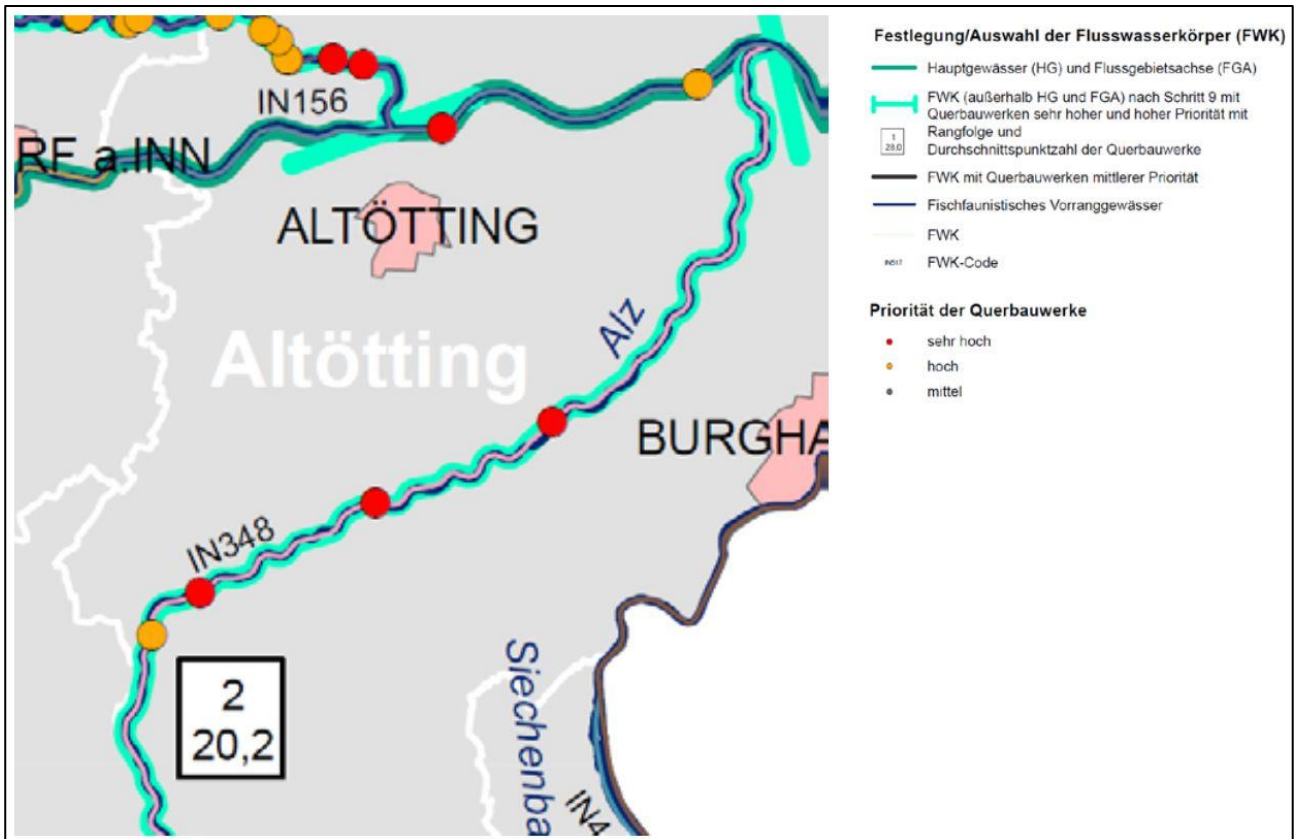 IN156
RF a.INN
ALTÖTTING
Altötting
Alz
BURGHA
IN348
2
20,2
Siechenba
IN4
Festlegung/Auswahl der Flusswasserkörper (FWK)
Hauptgewässer (HG) und Flussgebietsachse (FGA)
FWK (außerhalb HG und FGA) nach Schritt 9 mit
Querbauwerken sehr hoher und hoher Priorität mit
Rangfolge und
Durchschnittspunktzahl der Querbauwerke
1
28,0
FWK mit Querbauwerken mittlerer Priorität
Fischfaunistisches Vorranggewässer
FWK
FWK-Code
Priorität der Querbauwerke
sehr hoch
hoch
mittel